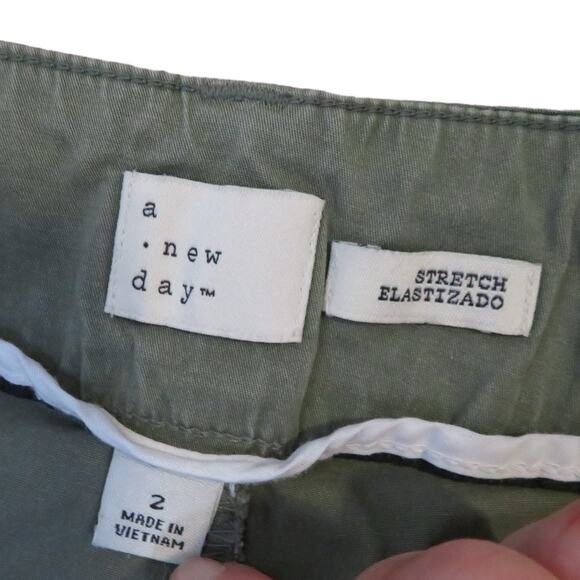 a
· new
day™
STRETCH
ELASTIZADO
2
MADE IN
VIETNAM